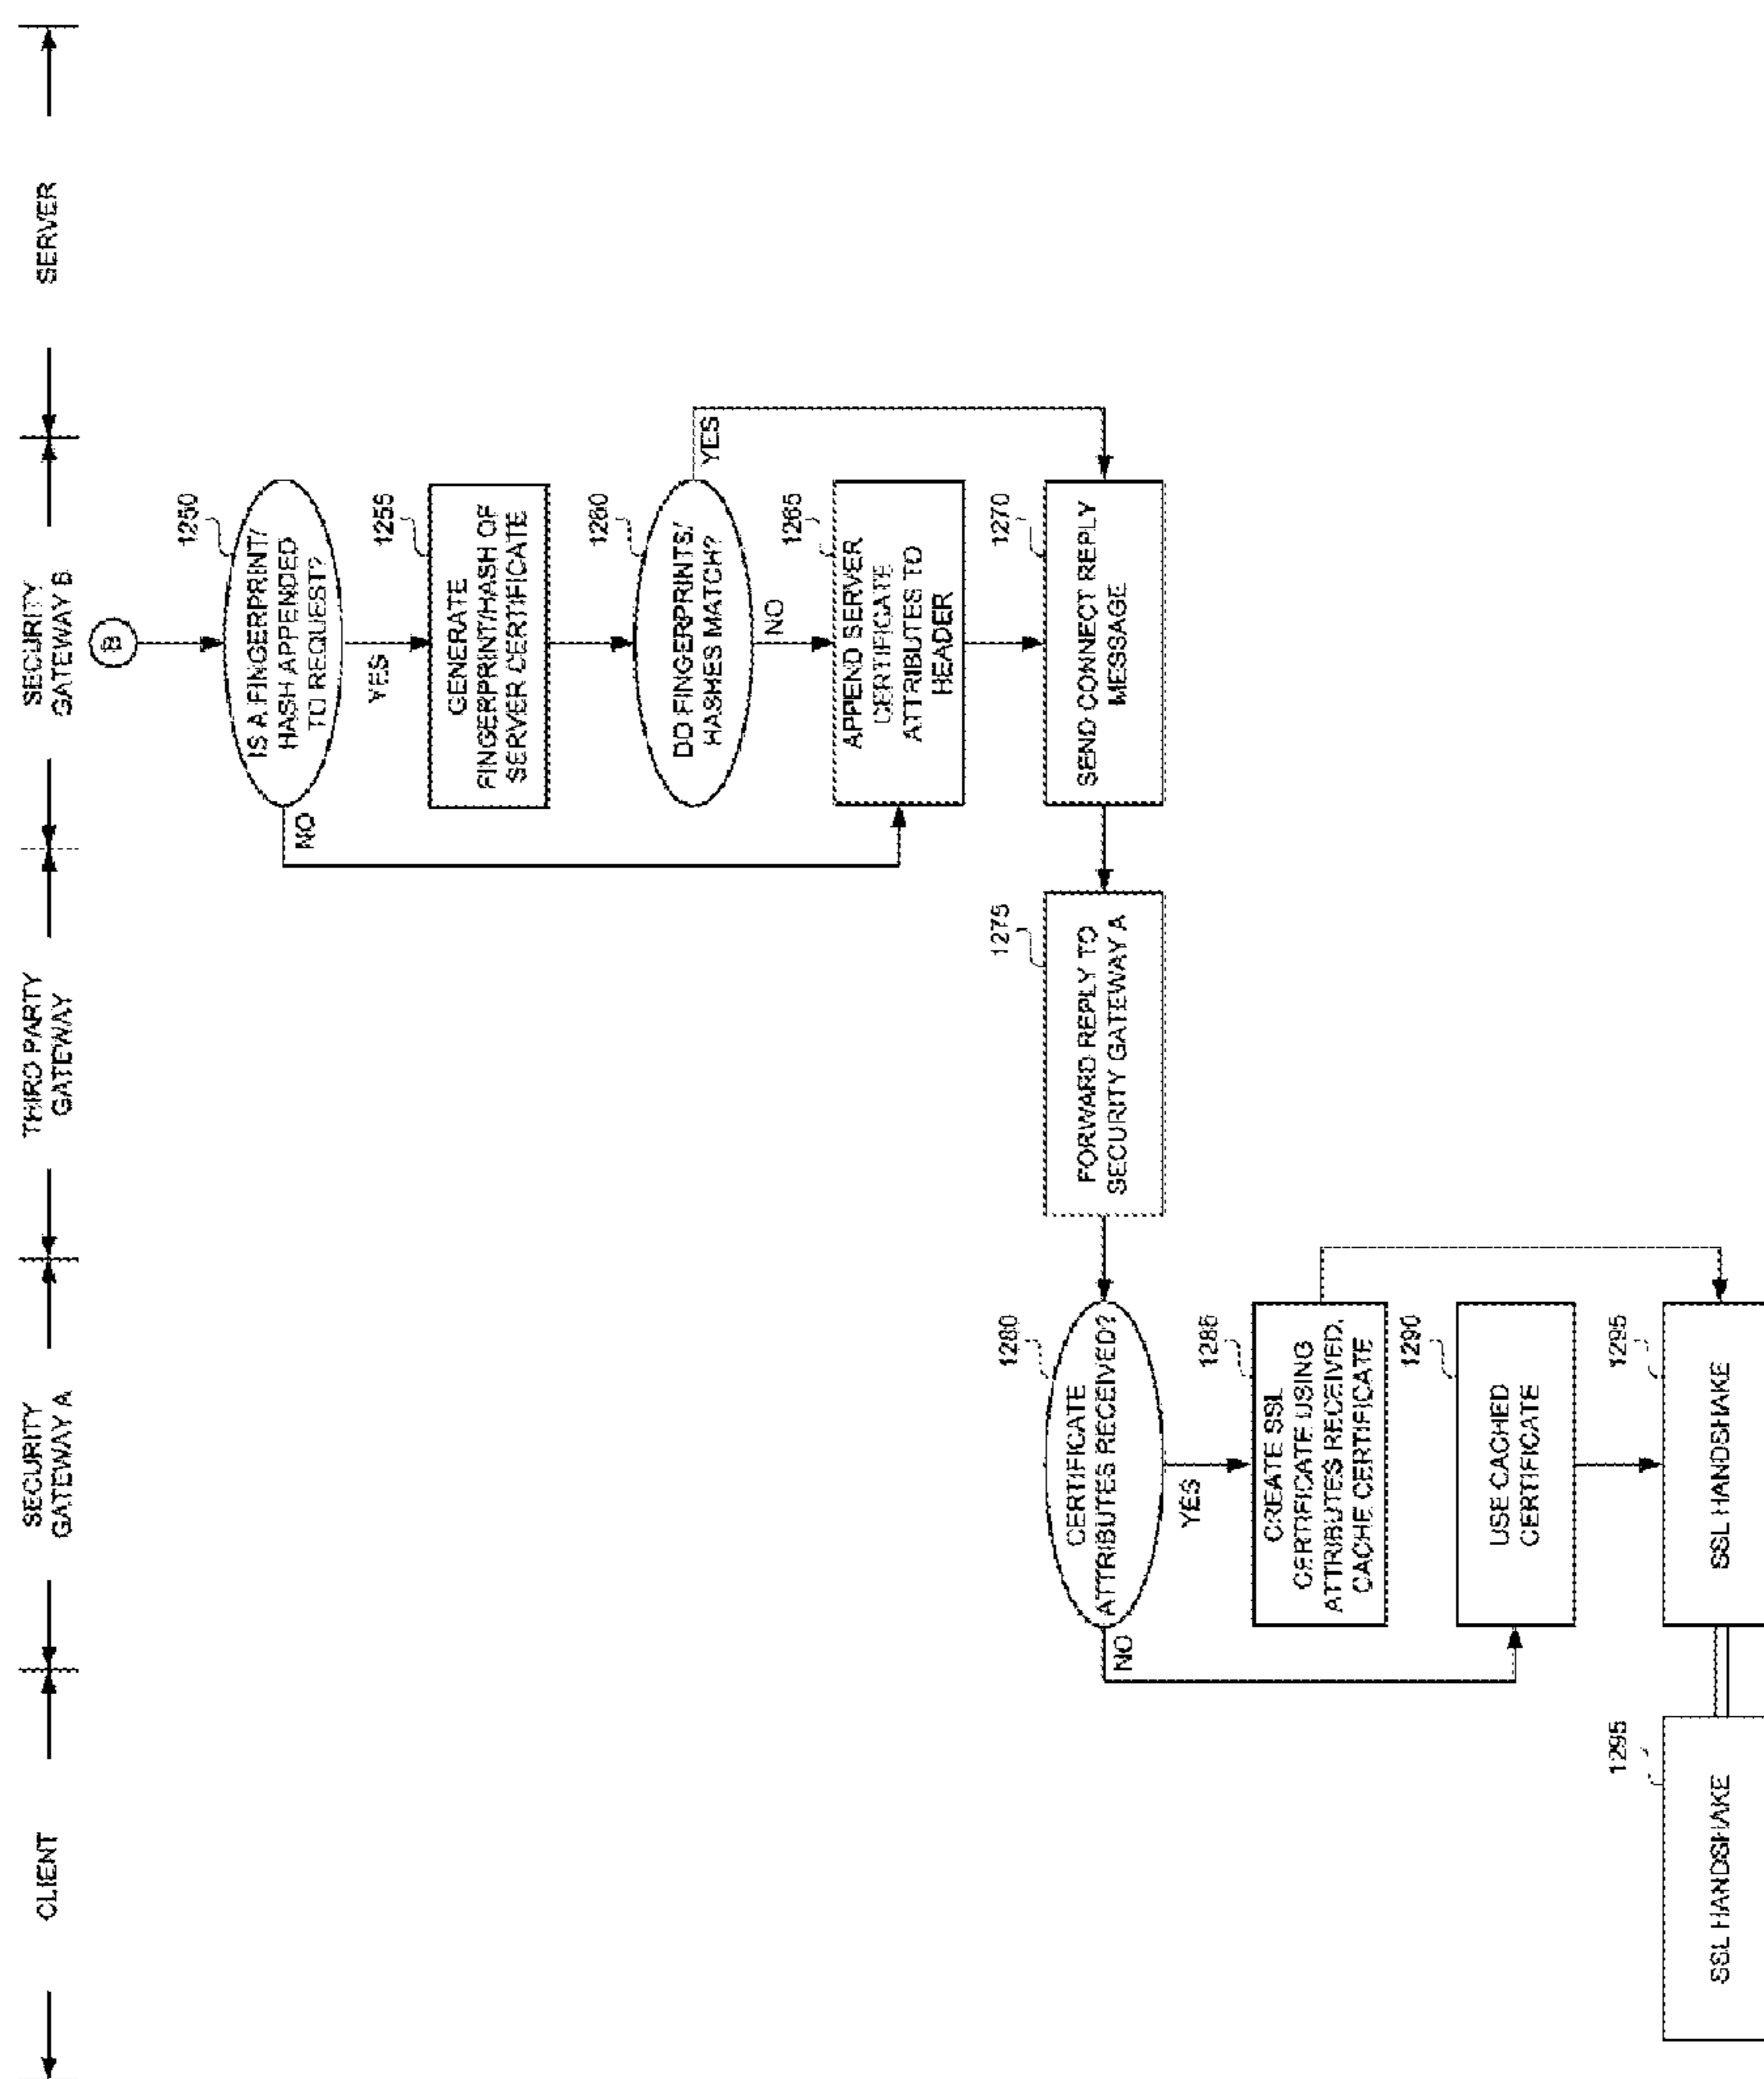 CLIENT
SECURITY
GATEWAY A
THIRD PARTY
GATEWAY
SECURITY
GATEWAY B
SERVER
B
1250
IS A FINGERPRINT/
HASH APPENDED
TO REQUEST?
NO
YES
1255
GENERATE
FINGERPRINT/HASH OF
SERVER CERTIFICATE
1260
DO FINGERPRINTS/
HASHES MATCH?
YES
NO
1265
APPEND SERVER
CERTIFICATE
ATTRIBUTES TO
HEADER
1270
SEND CONNECT REPLY
MESSAGE
1275
FORWARD REPLY TO
SECURITY GATEWAY A
1280
CERTIFICATE
ATTRIBUTES RECEIVED?
NO
YES
1285
CREATE SSL
CERTIFICATE USING
ATTRIBUTES RECEIVED,
CACHE CERTIFICATE
1290
USE CACHED
CERTIFICATE
1295
SSL HANDSHAKE
1295
SSL HANDSHAKE